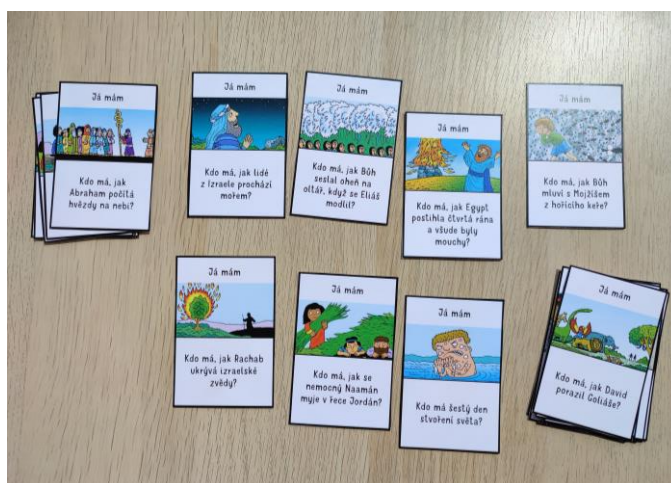 Já mám
Kdo má, jak
Abraham počítá
hvězdy na nebi?
Já mám
Kdo má, jak lidé
z Izraele prochází
mořem?
Já mám
Kdo má, jak Bůh
seslal oheň na
oltář, když se Eliáš
modlil?
Já mám
Kdo má, jak Egypt
postihla čtvrtá rána
a všude byly
mouchy?
Já mám
Kdo má, jak Bůh
mluví s Mojžíšem
z hořícího keře?
Já mám
Kdo má, jak Rachab
ukrývá izraelské
zvědy?
Já mám
Kdo má, jak se
nemocný Naamán
myje v řece Jordán?
Já mám
Kdo má šestý den
stvoření světa?
Já mám
Kdo má, jak David
porazil Goliáše?